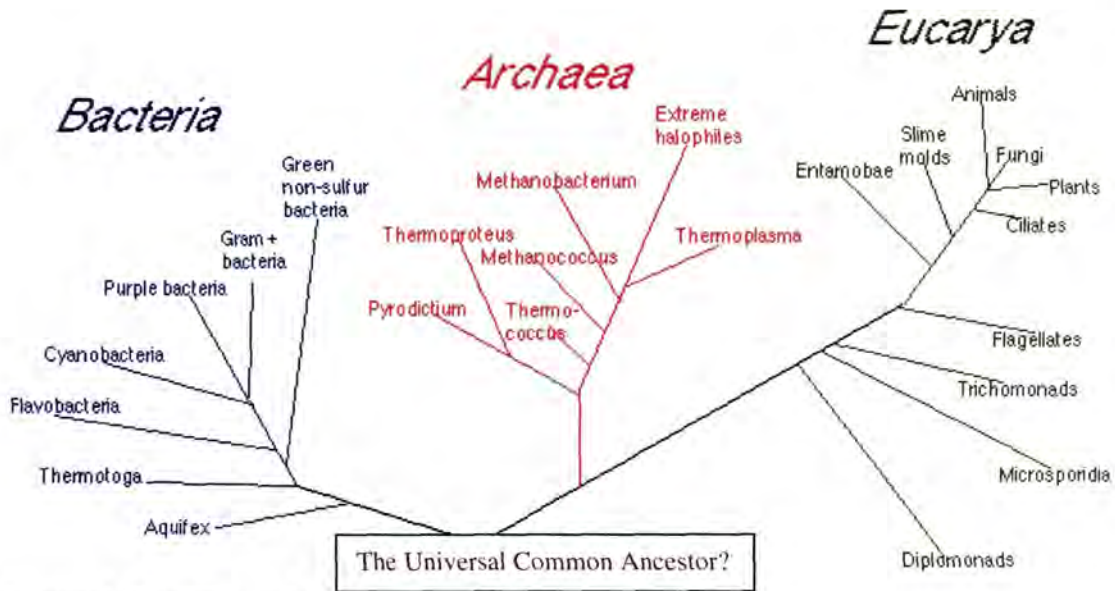 Eucarya
Archaea
Bacteria
Green
non-sulfur
bacteria
Gram +
bacteria
Purple bacteria
Cyanobacteria
Flavobacteria
Thermotoga
Aquifex
Extreme
halophiles
Methanobacterium
Thermoproteus
Methanococcus
Thermoplasma
Pyrodictium
Thermo-
coccus
Animals
Slime
molds
Entamobae
Fungi
Plants
Ciliates
Flagellates
Trichomonads
Microsporidia
Diplomonads
The Universal Common Ancestor?